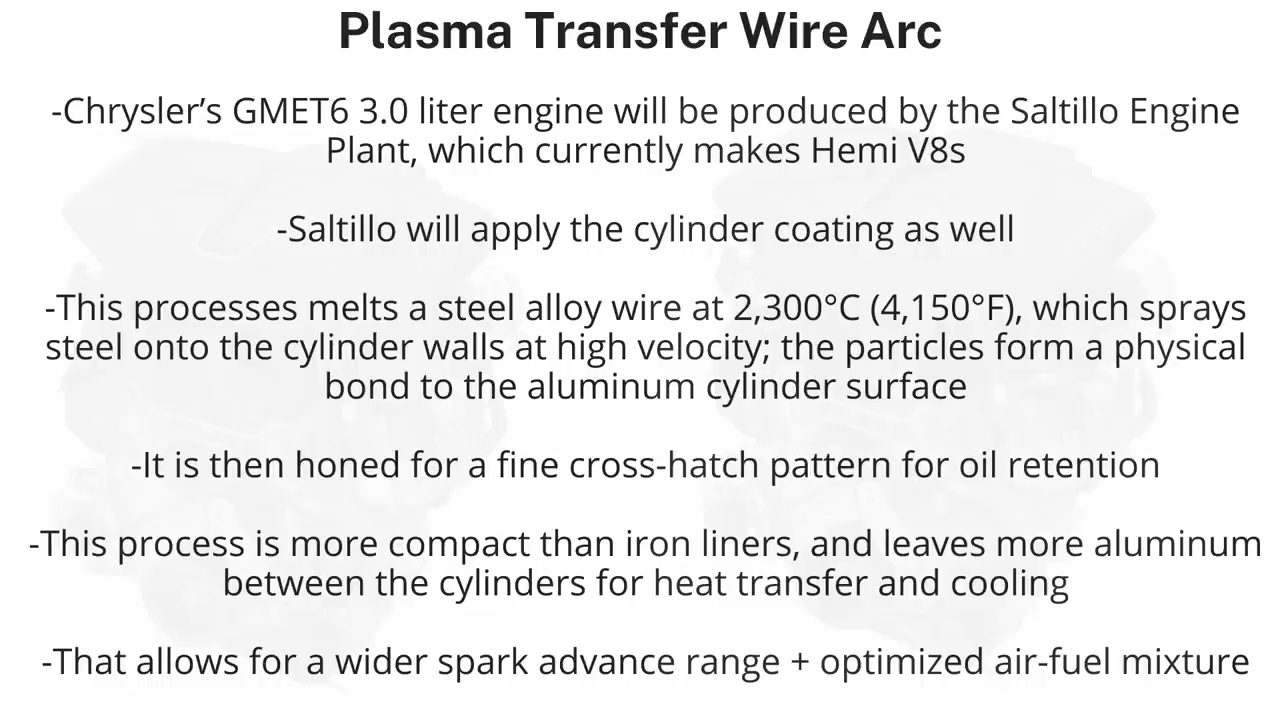 Plasma Transfer Wire Arc
-Chrysler’s GMET6 3.0 liter engine will be produced by the Saltillo Engine
Plant, which currently makes Hemi V8s
-Saltillo will apply the cylinder coating as well
-This processes melts a steel alloy wire at 2,300°C (4,150°F), which sprays
steel onto the cylinder walls at high velocity; the particles form a physical
bond to the aluminum cylinder surface
-It is then honed for a fine cross-hatch pattern for oil retention
-This process is more compact than iron liners, and leaves more aluminum
between the cylinders for heat transfer and cooling
-That allows for a wider spark advance range + optimized air-fuel mixture